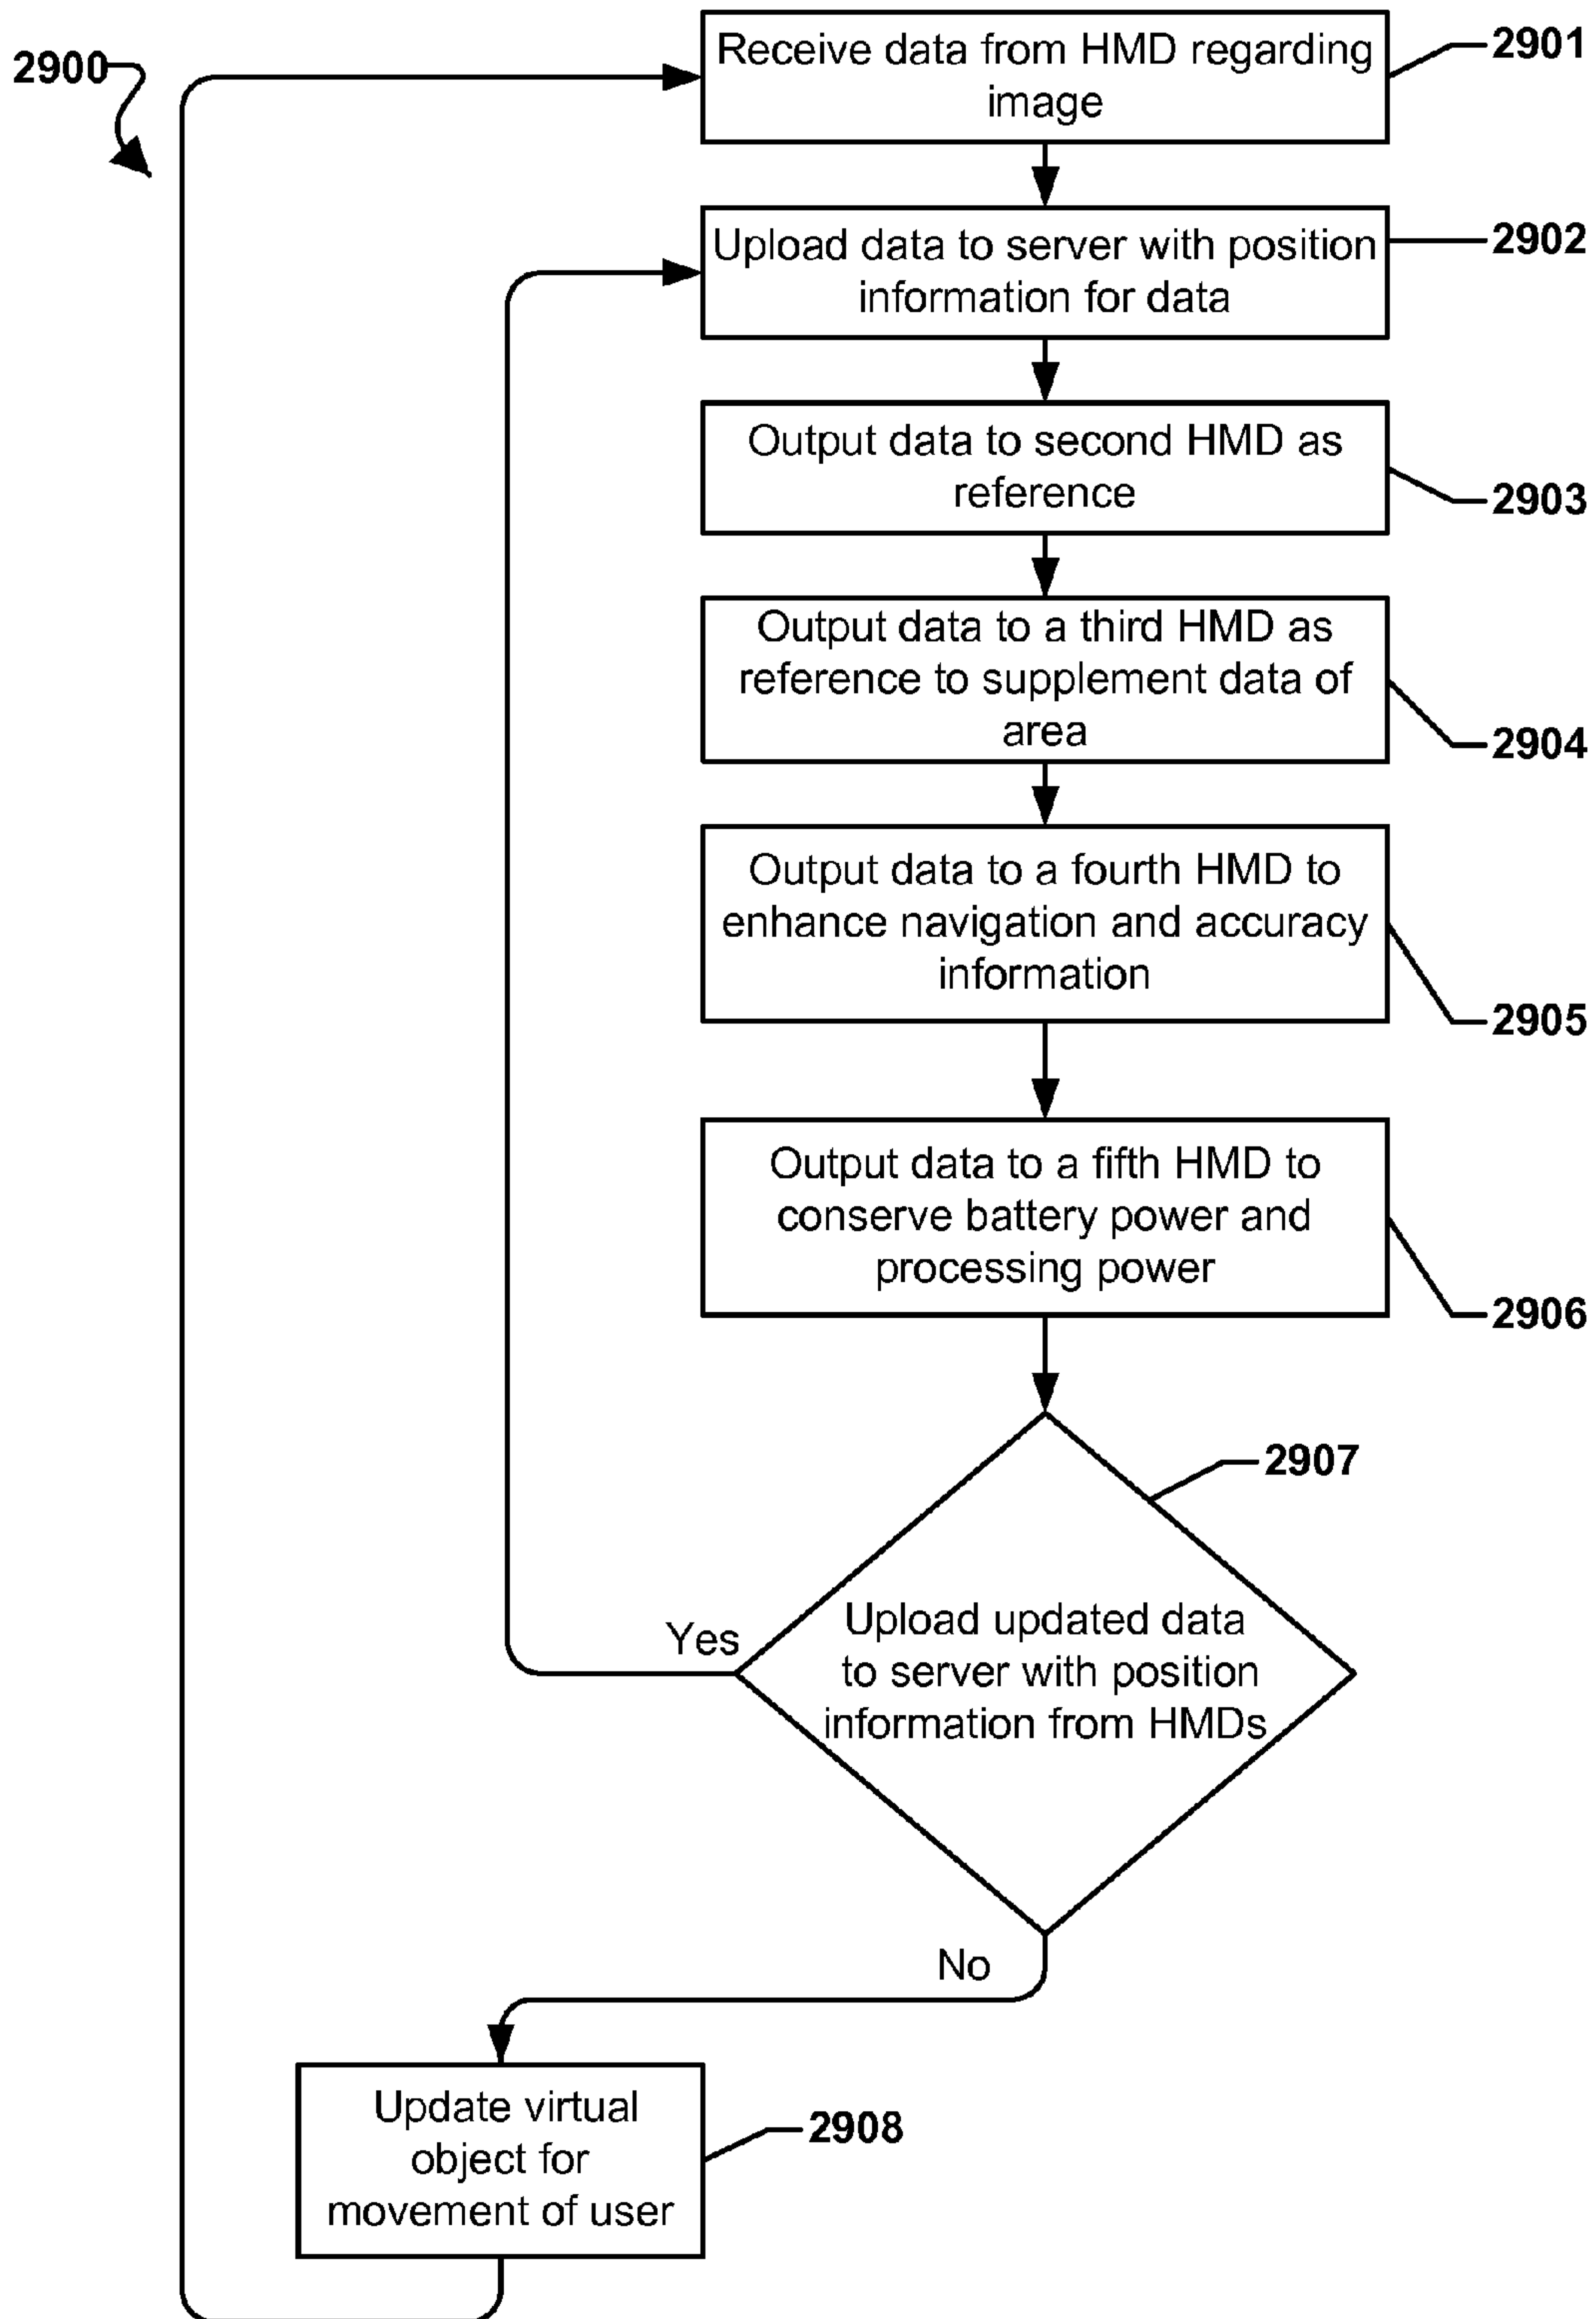 2900
Receive data from HMD regarding
image
2901
Upload data to server with position
information for data
2902
Output data to second HMD as
reference
2903
Output data to a third HMD as
reference to supplement data of
area
2904
Output data to a fourth HMD to
enhance navigation and accuracy
information
2905
Output data to a fifth HMD to
conserve battery power and
processing power
2906
2907
Upload updated data
to server with position
information from HMDs
Yes
No
Update virtual
object for
movement of user
2908